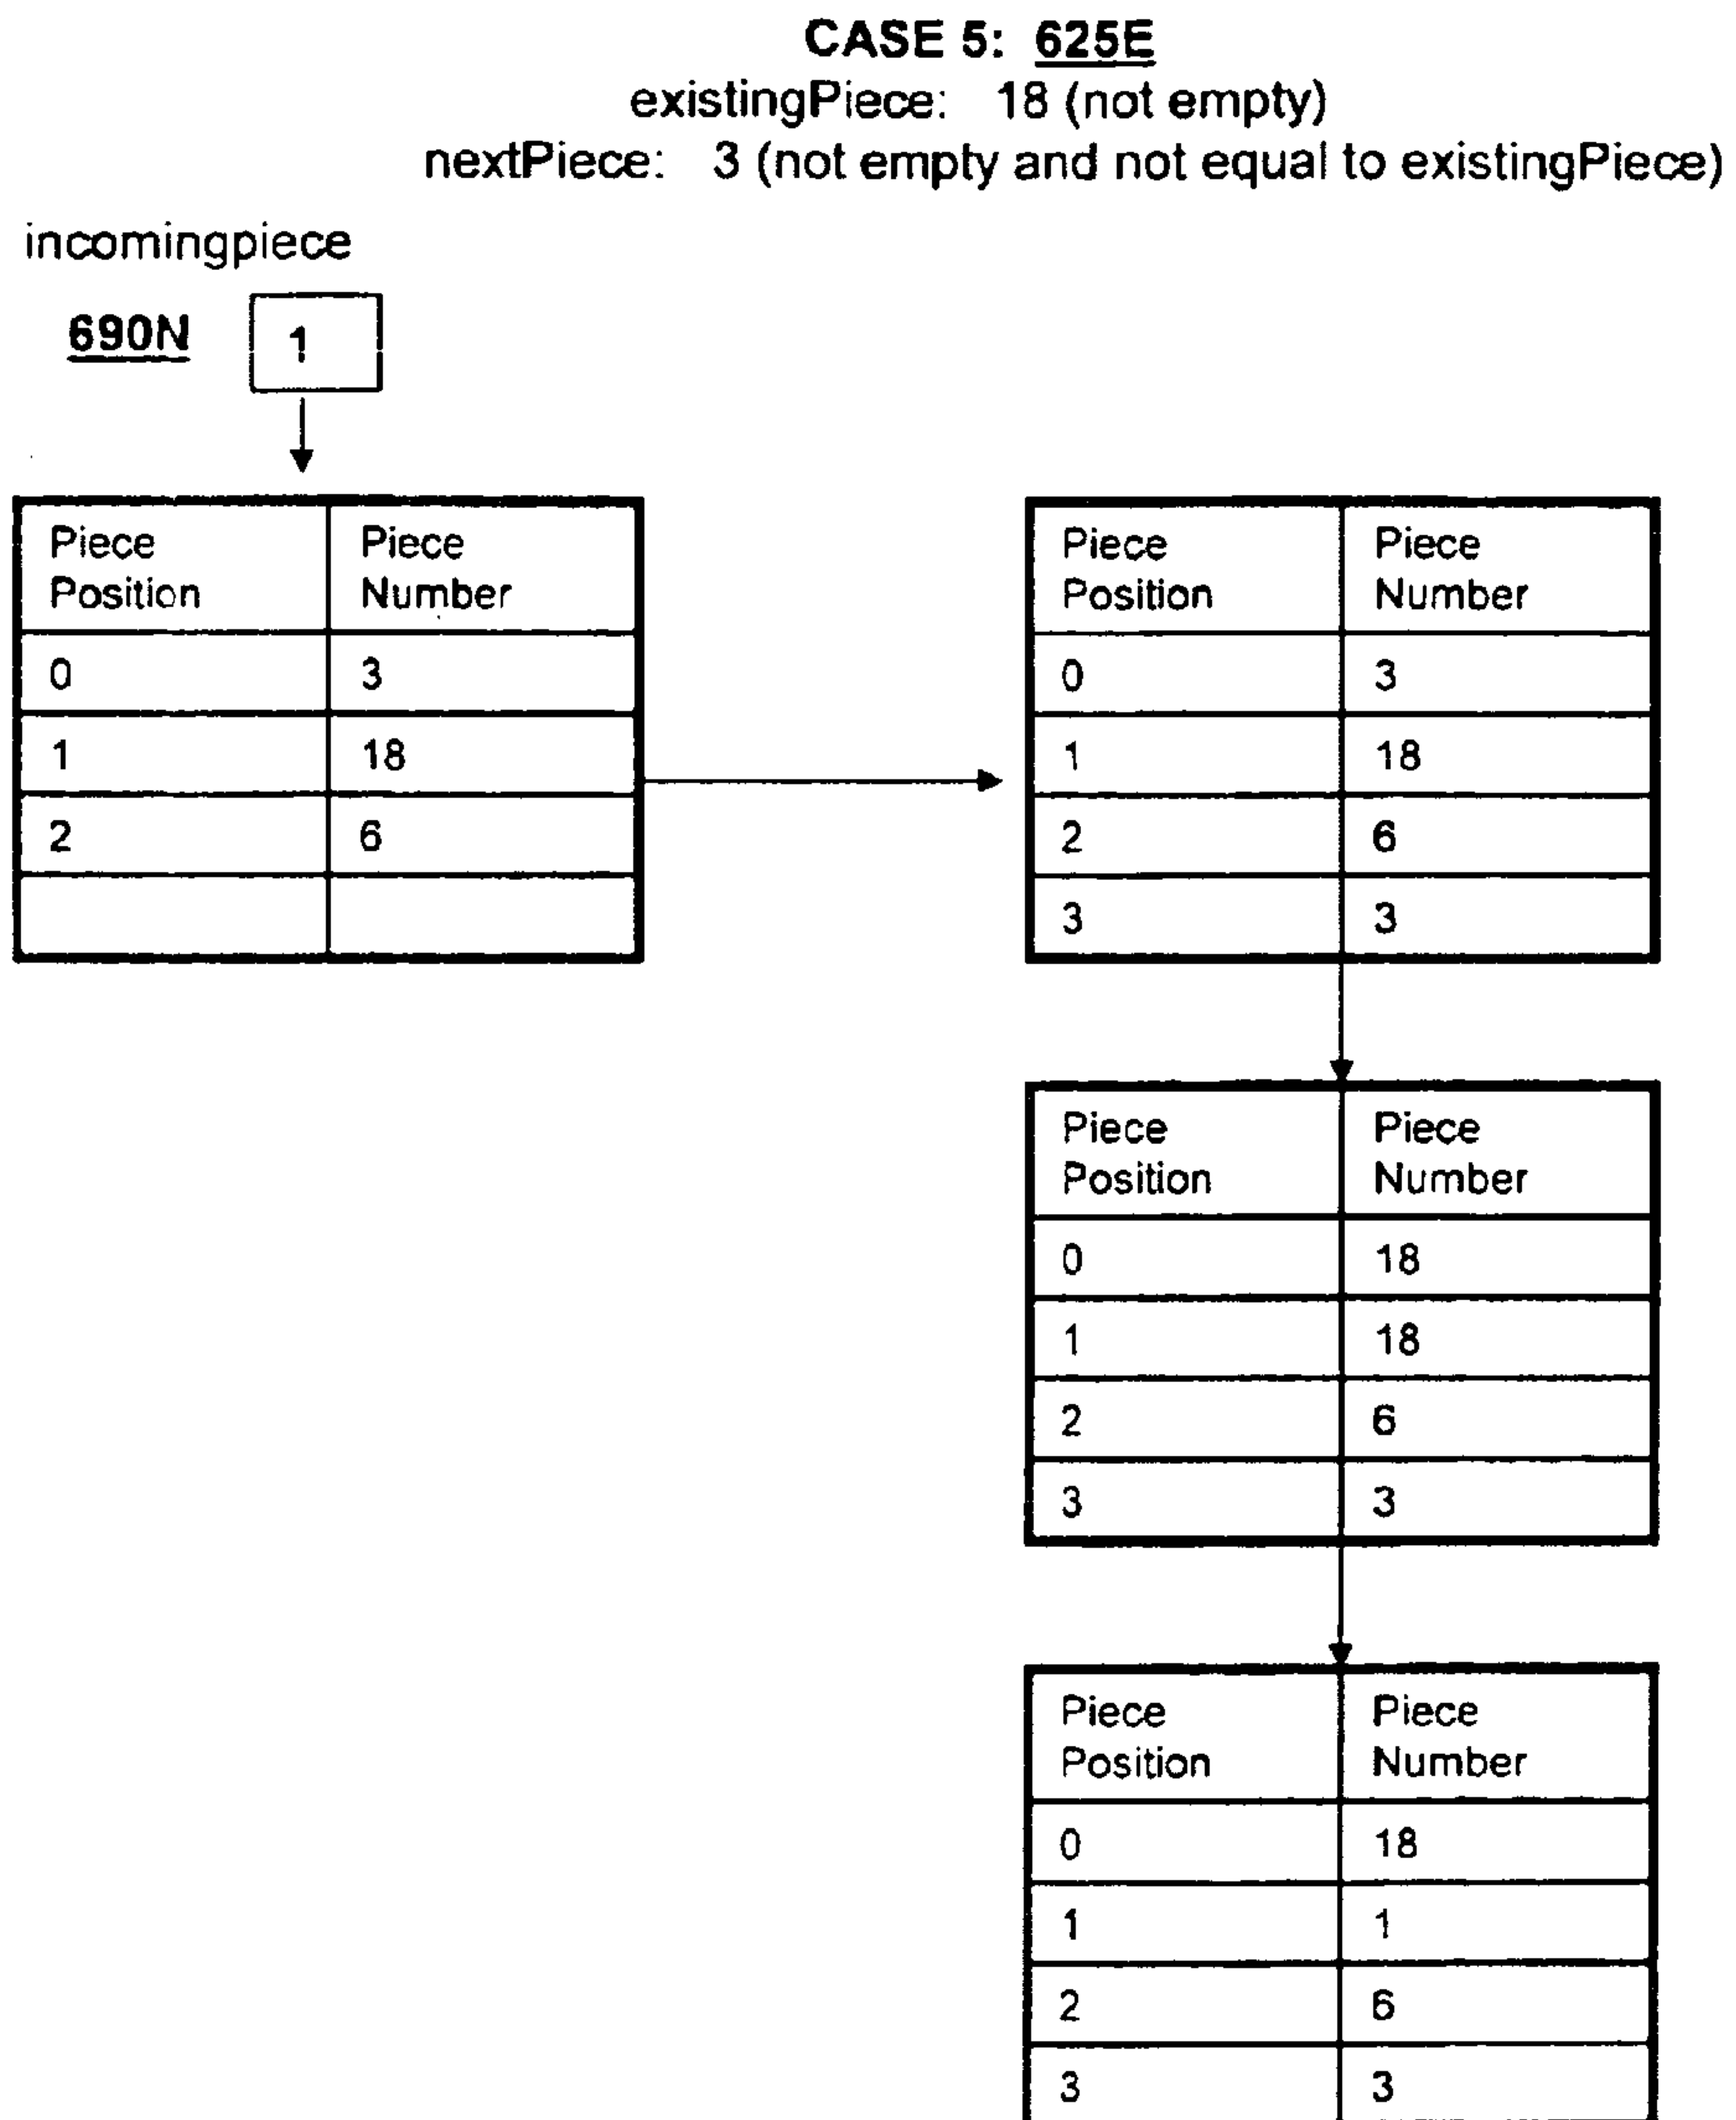 CASE 5: 625E
existingPiece: 18 (not empty)
nextPiece: 3 (not empty and not equal to existingPiece)
incomingpiece
690N 1
Piece Position Piece Number
0 3
1 18
2 6
Piece Position Piece Number
0 3
1 18
2 6
3 3
Piece Position Piece Number
0 18
1 18
2 6
3 3
Piece Position Piece Number
0 18
1 1
2 6
3 3